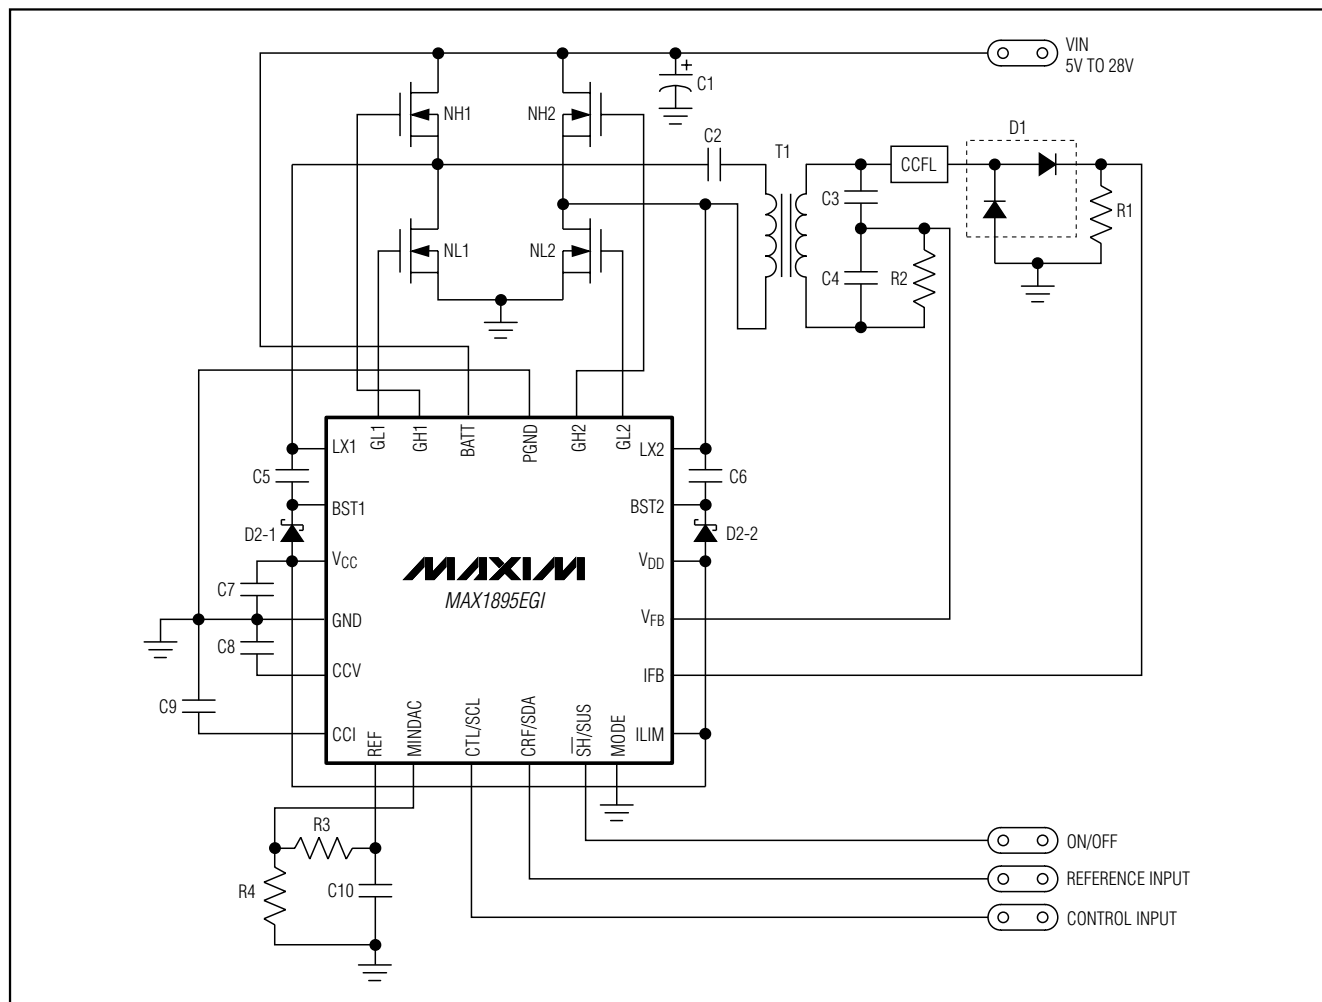 VIN
5V TO 28V
+
C1
NH1
NH2
C2
T1
D1
CCFL
C3
R1
NL1
NL2
C4
R2
GL1
GH1
BATT
PGND
GH2
GL2
LX1
LX2
C5
C6
BST1
BST2
D2-1
D2-2
VCC
VDD
MAXIM
MAX1895EGI
C7
GND
VFB
C8
CCV
IFB
C9
CCI
REF
MINDAC
CTL/SCL
CRF/SDA
S̅H̅/SUS
MODE
ILIM
R3
R4
C10
ON/OFF
REFERENCE INPUT
CONTROL INPUT